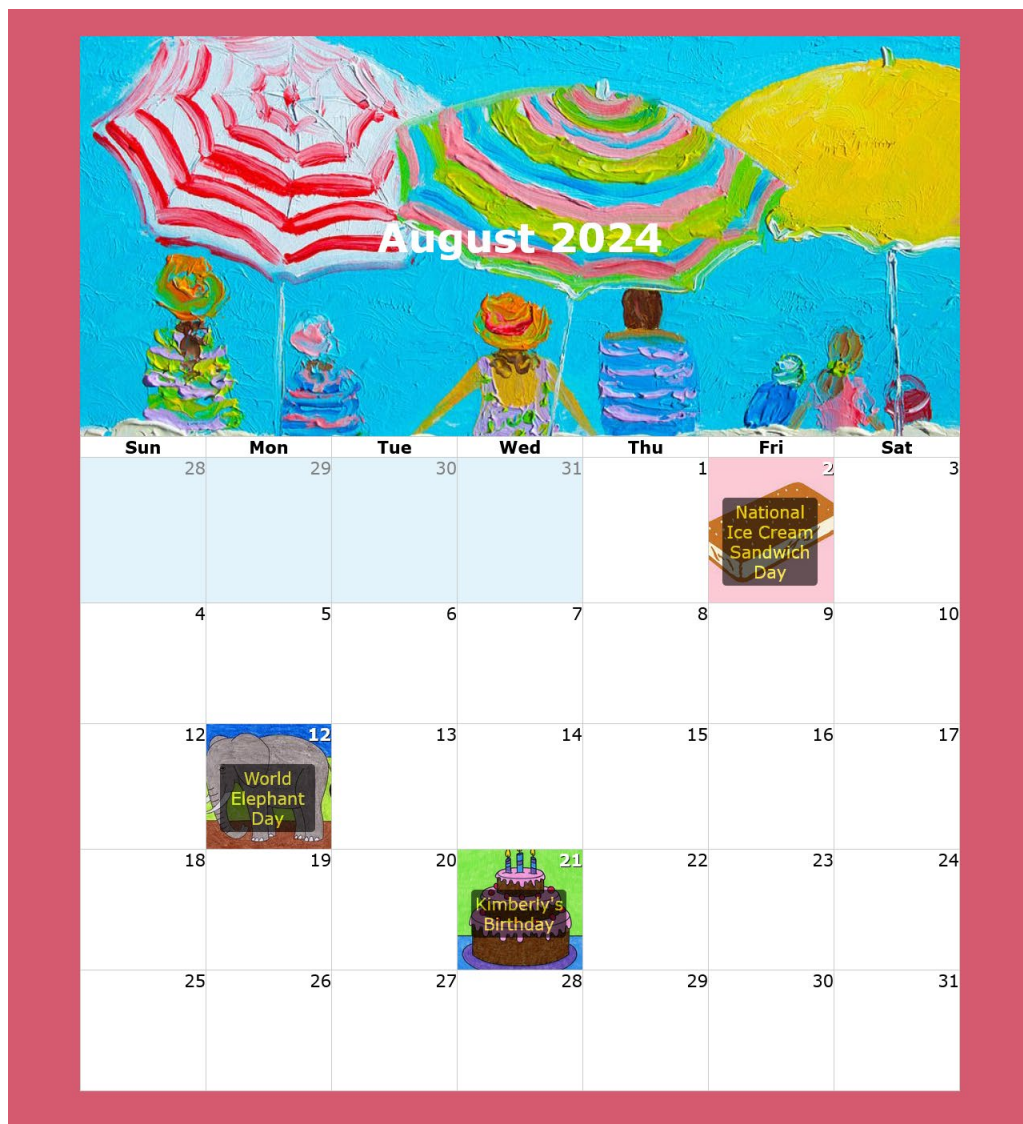 August 2024
Sun Mon Tue Wed Thu Fri Sat
28 29 30 31 1 2 3
National
Ice Cream
Sandwich
Day
4 5 6 7 8 9 10
12 12 13 14 15 16 17
World
Elephant
Day
18 19 20 21 22 23 24
Kimberly's
Birthday
25 26 27 28 29 30 31